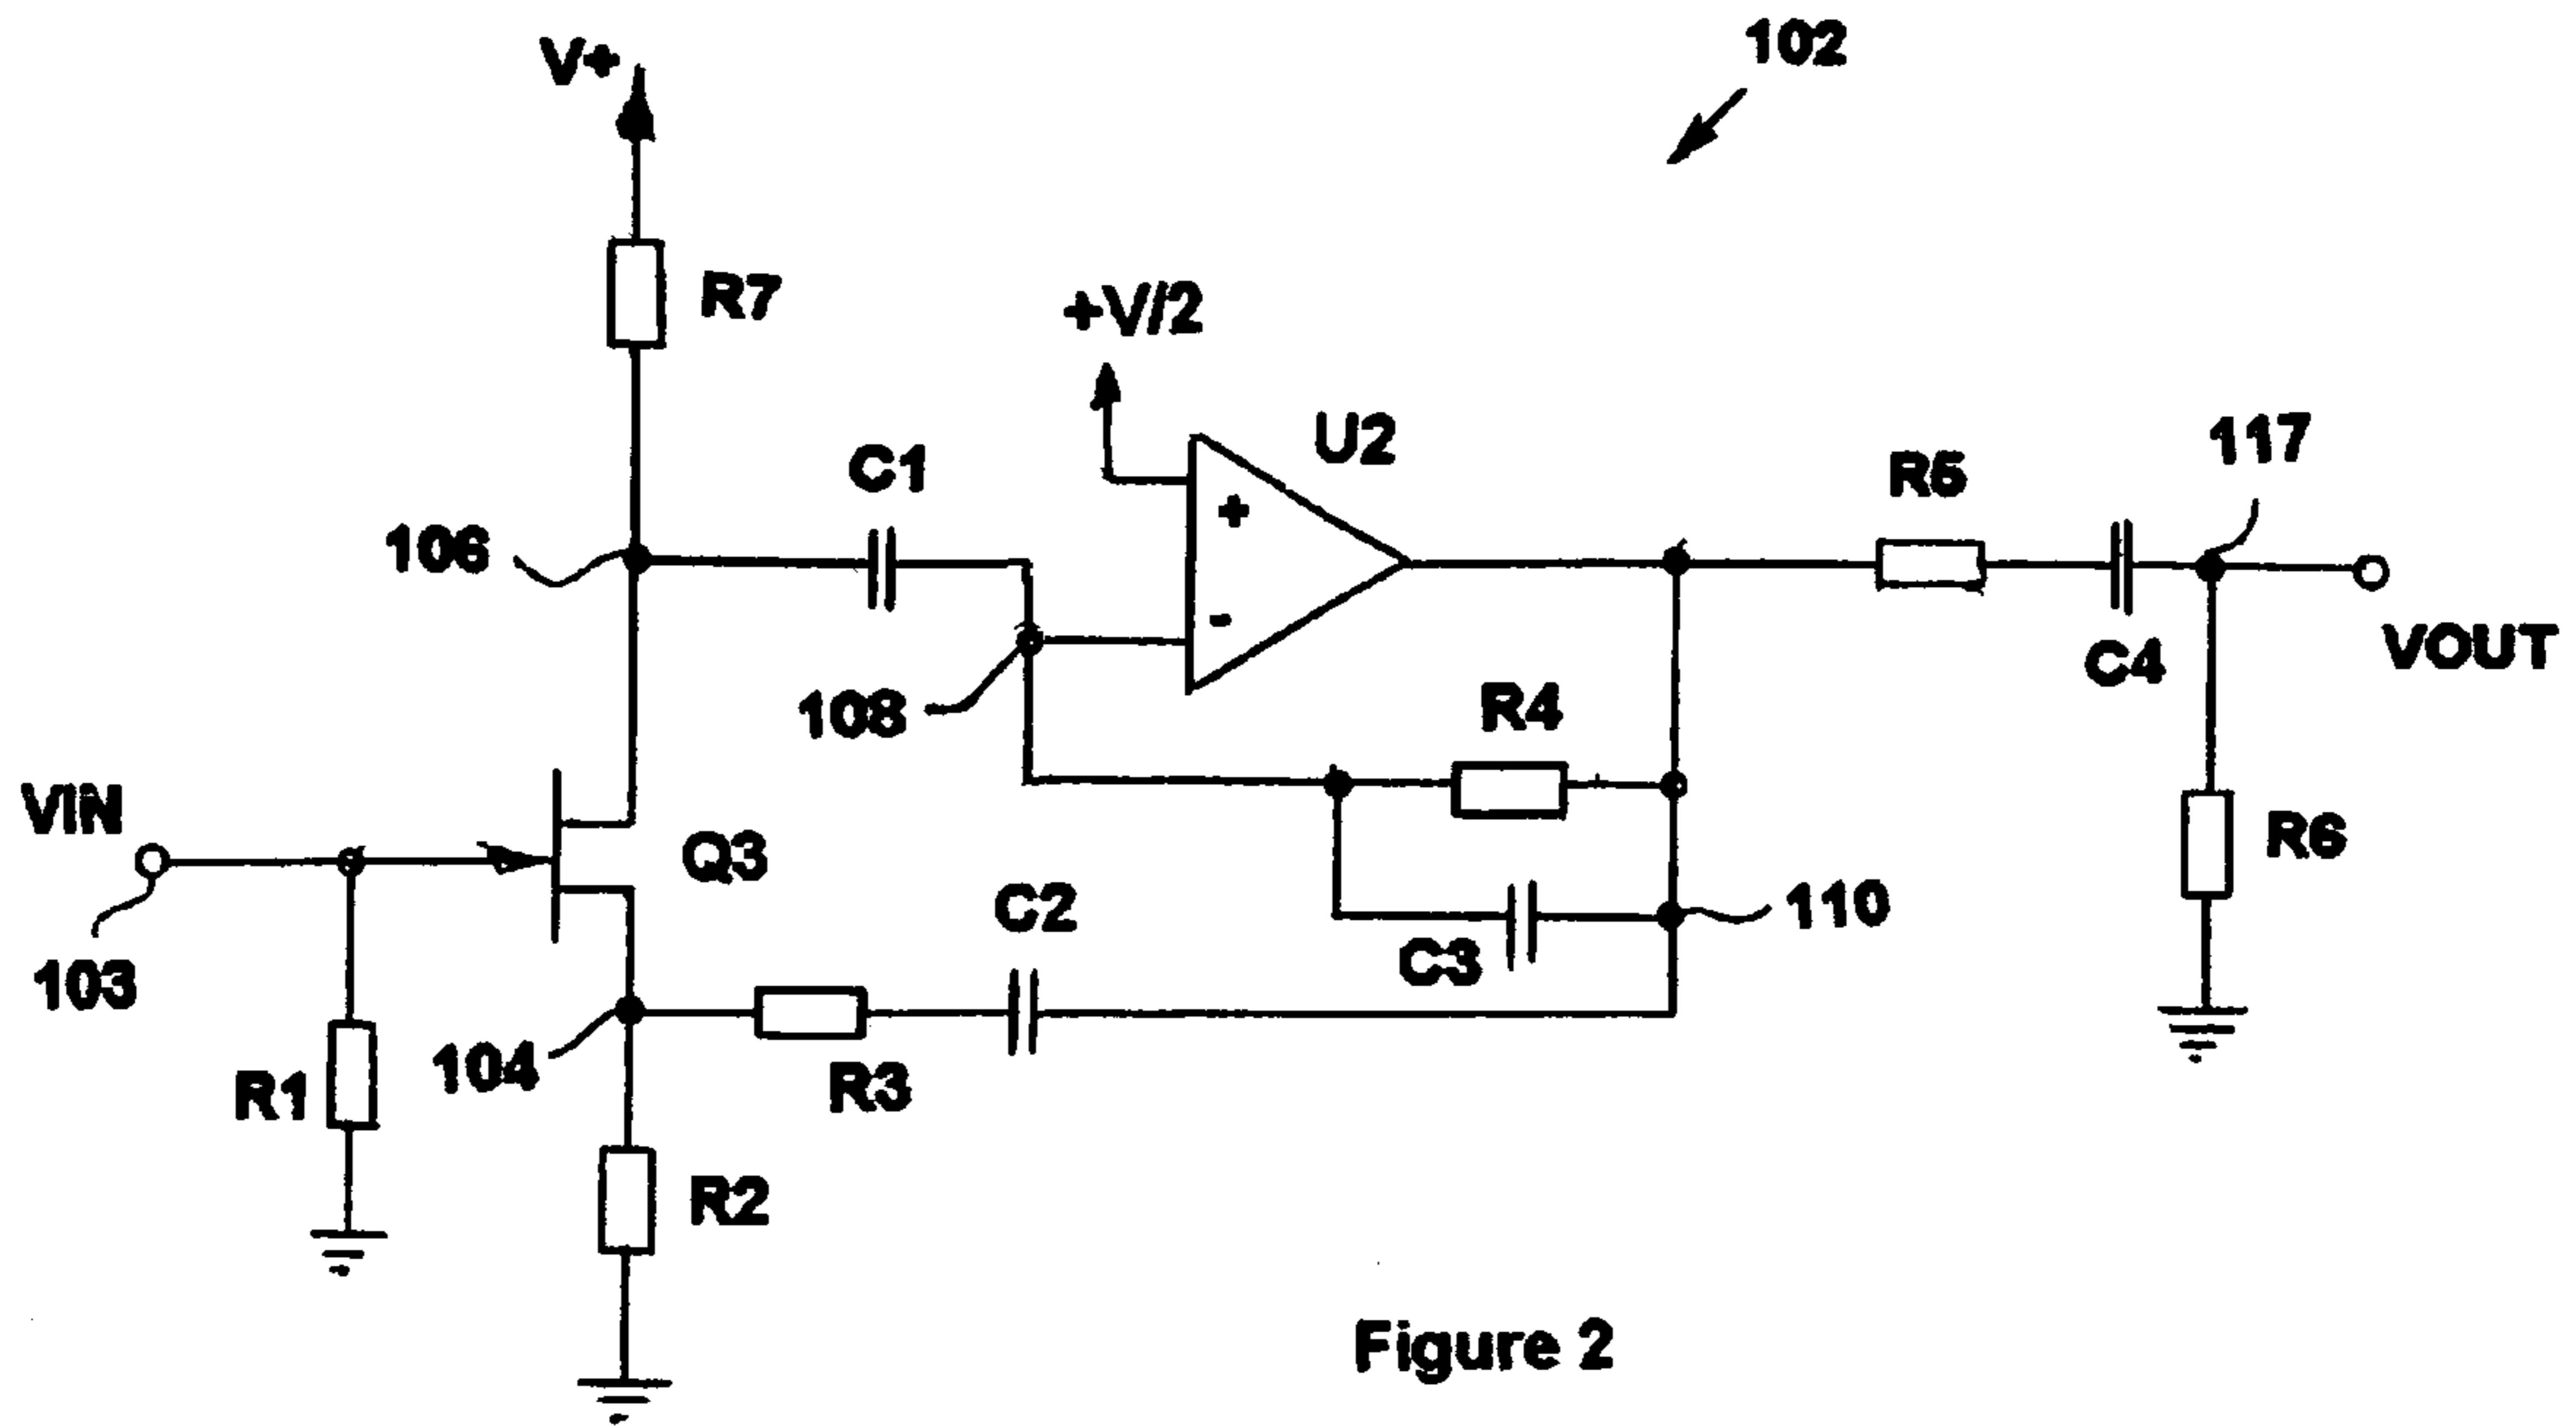 102
V+
R7
+V/2
U2
C1
117
R5
106
+
-
VOUT
C4
108
R4
VIN
Q3
R6
C2
110
C3
103
104
R3
R1
R2
Figure 2